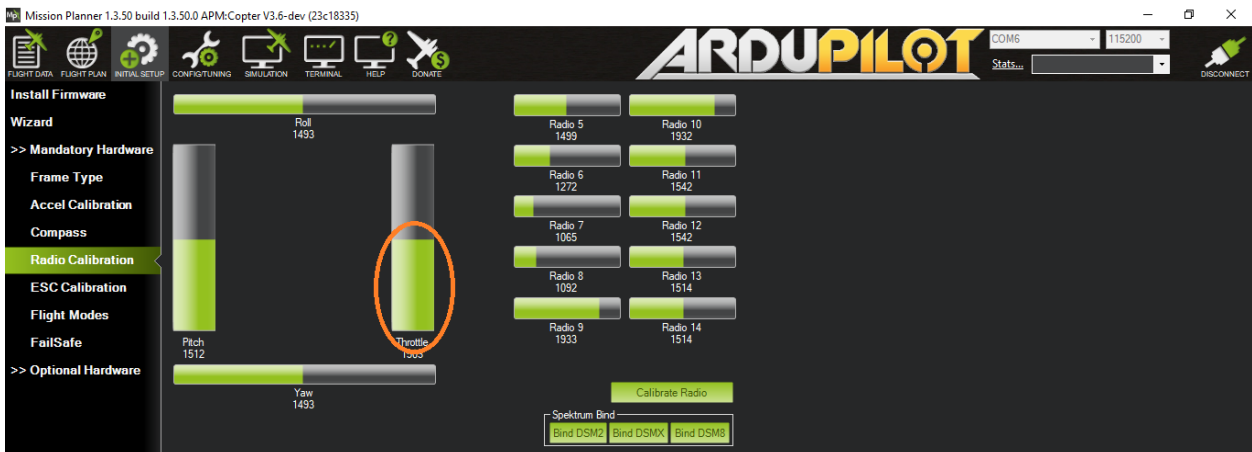 Mission Planner 1.3.50 build 1.3.50.0 APM:Copter V3.6-dev (23c18335)
FLIGHT DATA
FLIGHT PLAN
INITIAL SETUP
CONFIG/TUNING
SIMULATION
TERMINAL
HELP
DONATE
ARDUPILOT
COM6
115200
Stats...
DISCONNECT
Install Firmware
Wizard
>> Mandatory Hardware
Frame Type
Accel Calibration
Compass
Radio Calibration
ESC Calibration
Flight Modes
FailSafe
>> Optional Hardware
Roll
1493
Pitch
1512
Throttle
Yaw
1493
Radio 5
1499
Radio 6
1272
Radio 7
1065
Radio 8
1092
Radio 9
1933
Radio 10
1932
Radio 11
1542
Radio 12
1542
Radio 13
1514
Radio 14
1514
Calibrate Radio
Spektrum Bind
Bind DSM2
Bind DSMX
Bind DSM8